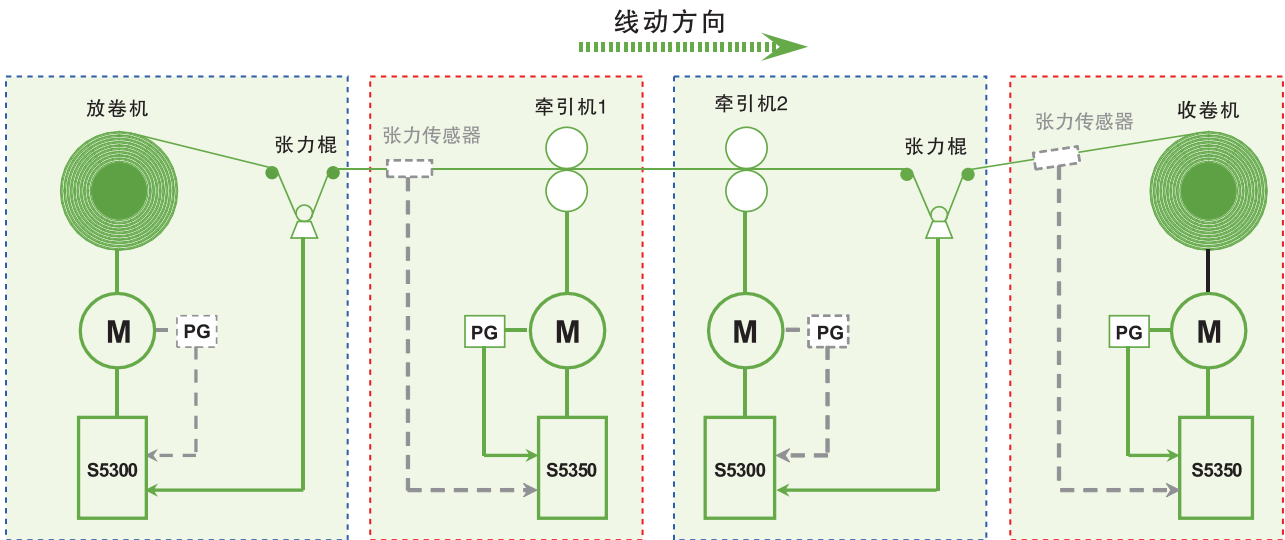 线动方向
放卷机
张力棍
张力传感器
牵引机1
牵引机2
张力棍
张力传感器
收卷机
M
PG
PG
M
M
PG
PG
M
S5300
S5350
S5300
S5350